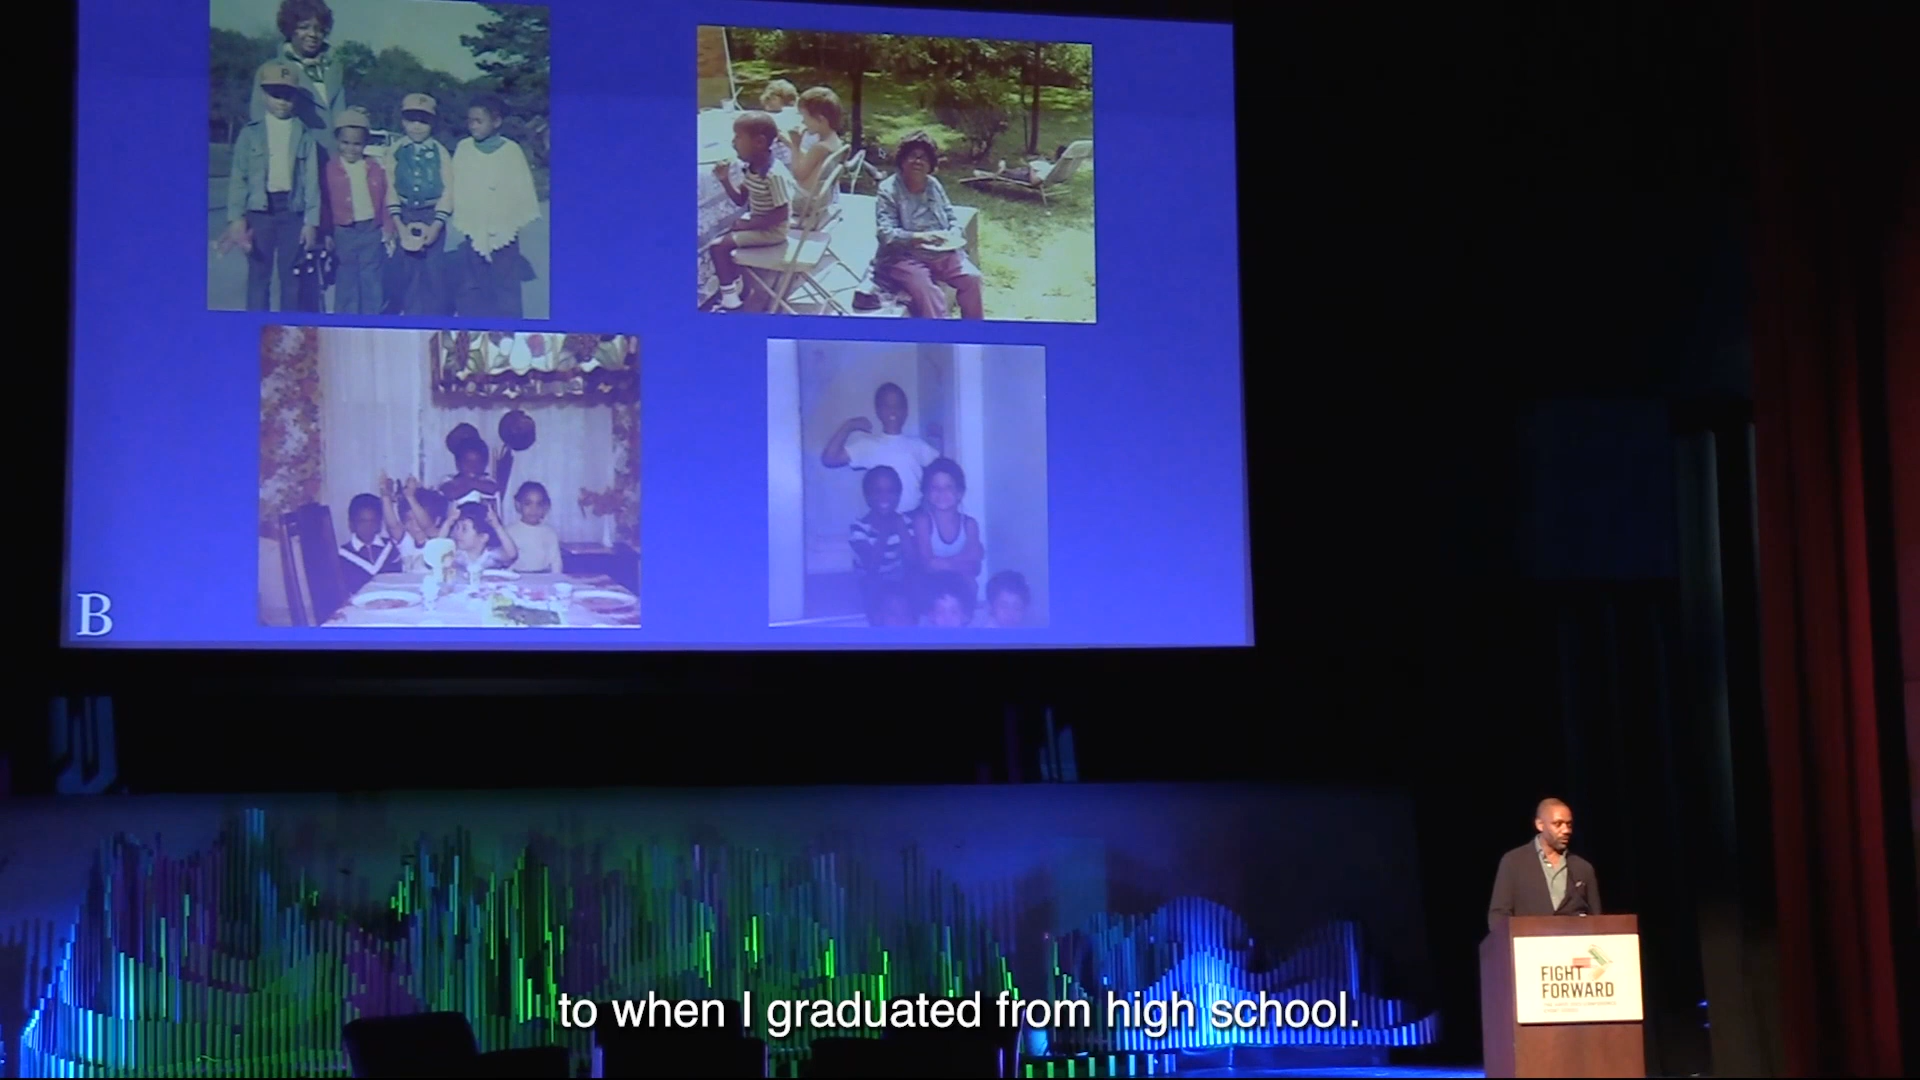 P
P
B
FIGHT
FORWARD
to when I graduated from high school.